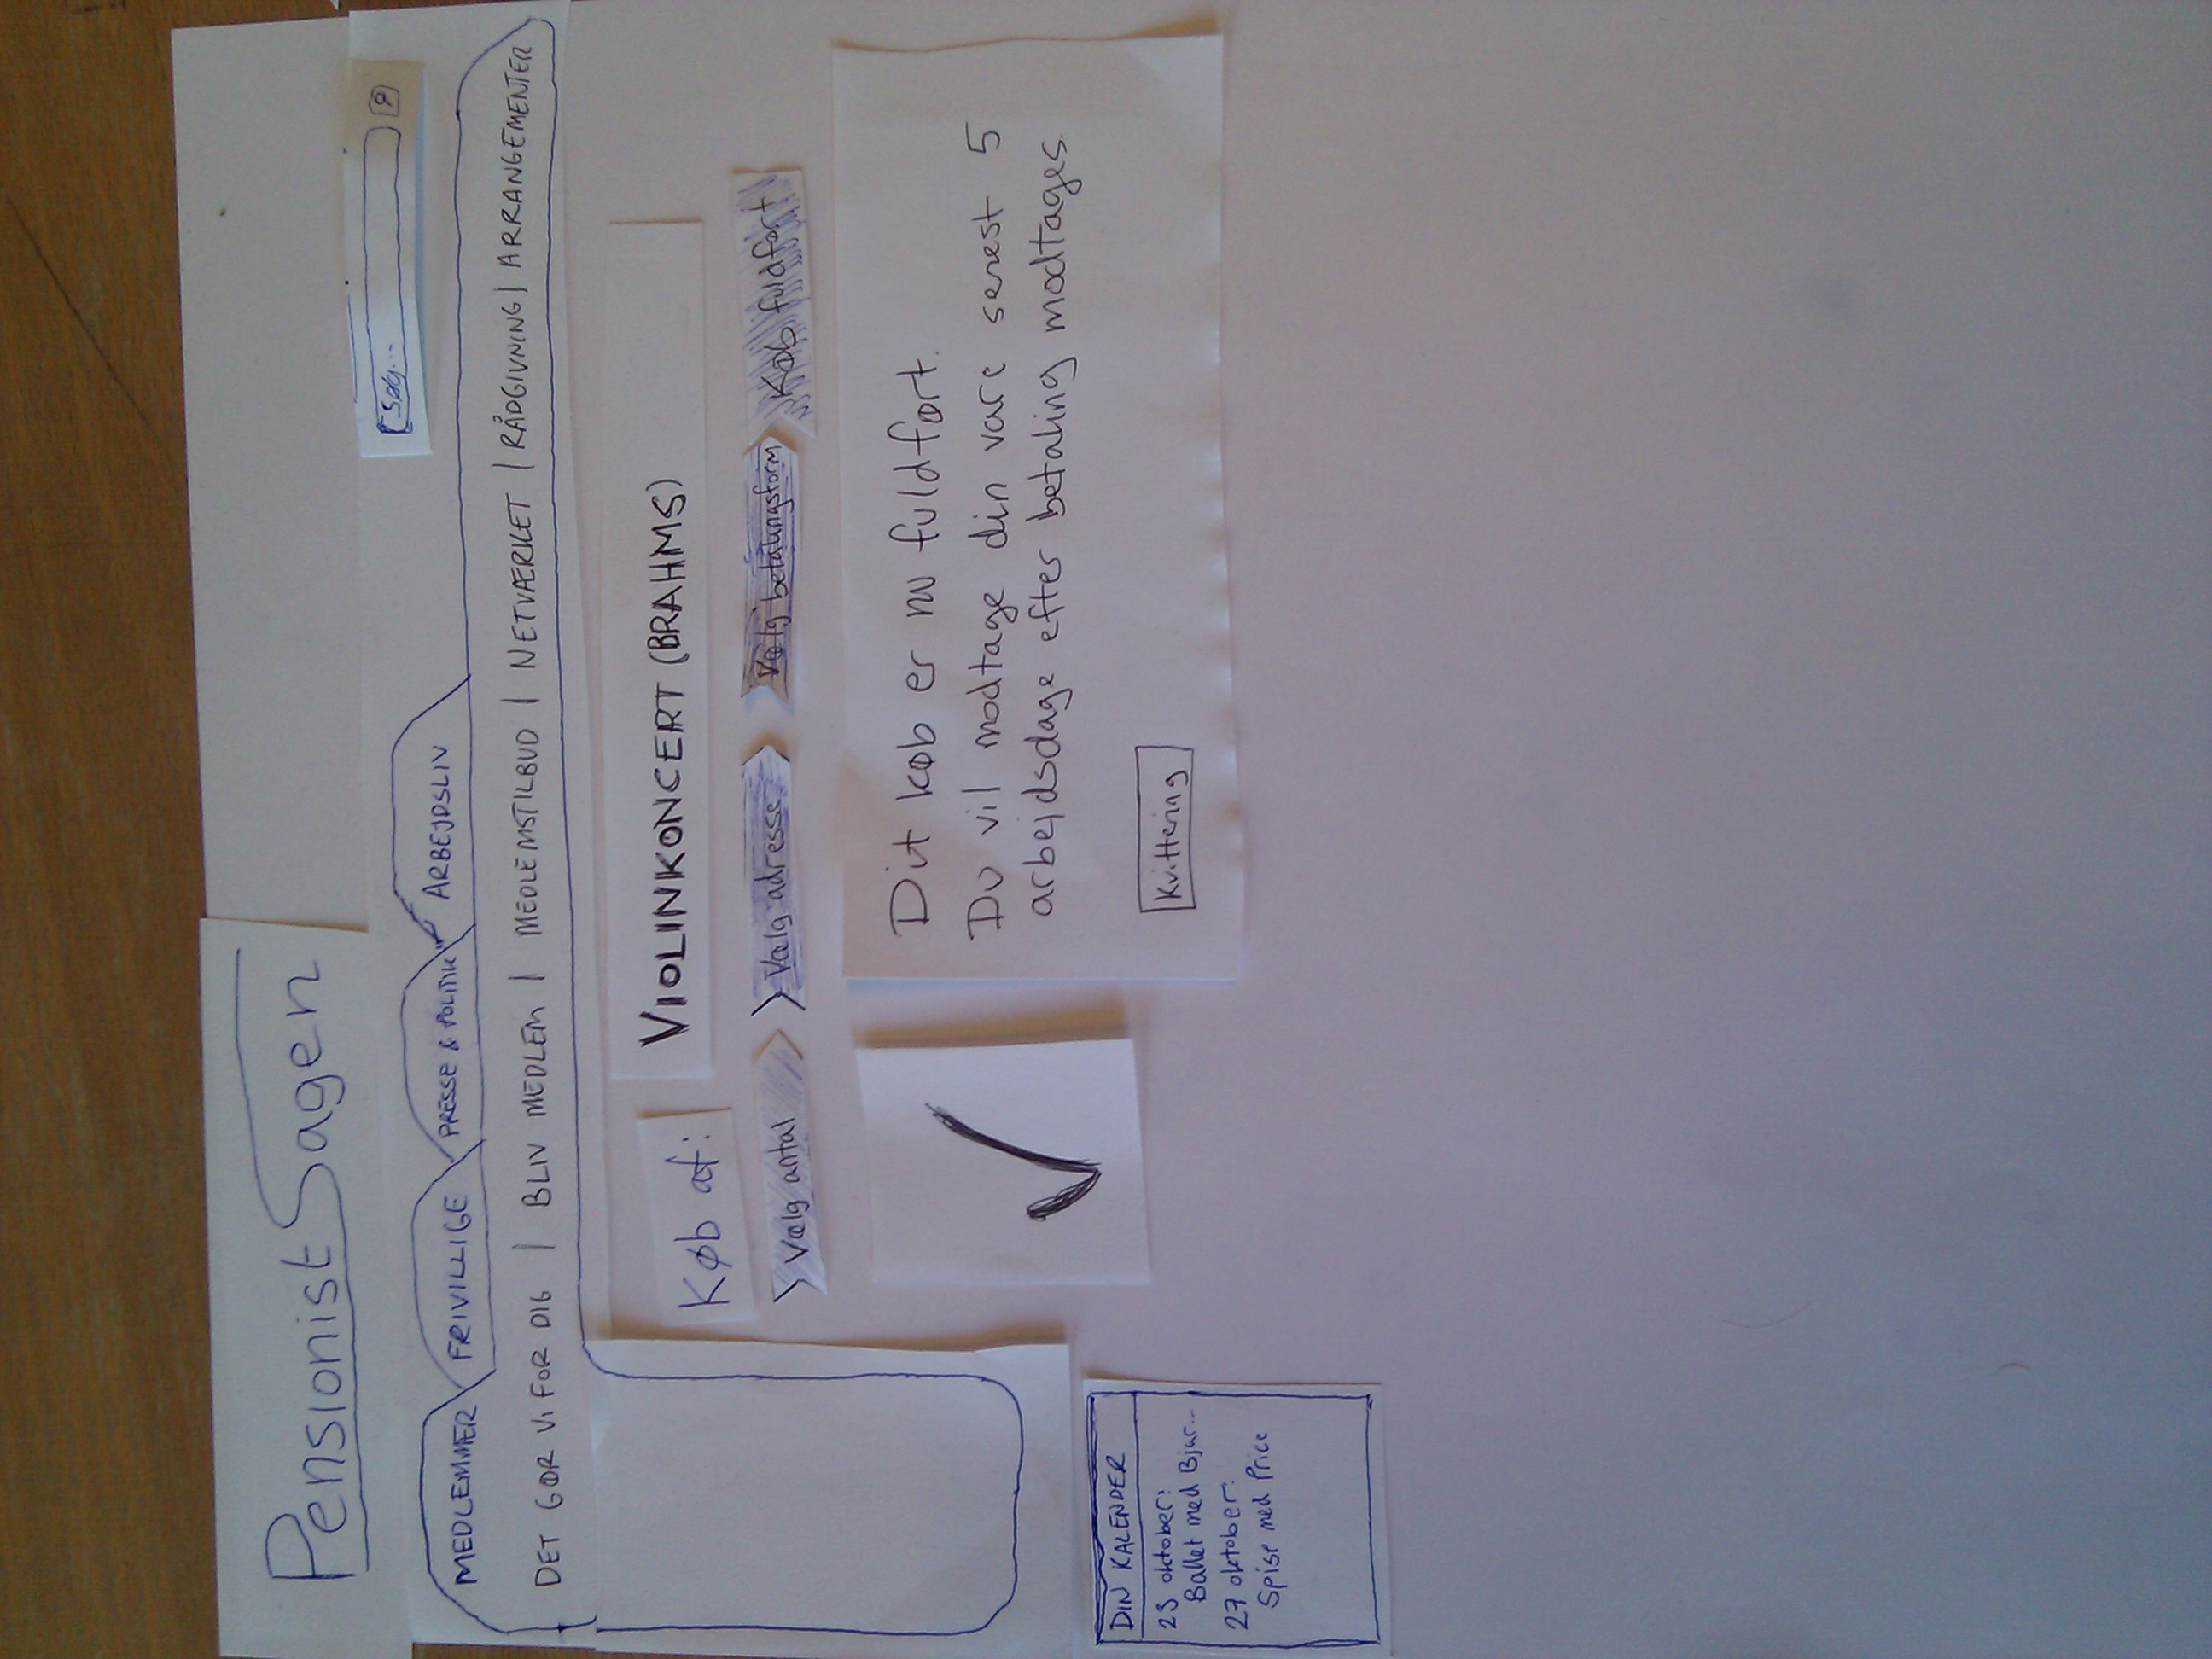 PensionistSagen
Søg...
MEDLEMMER FRIVILLIGE PRESSE & POLITIK ARBEJDSLIV
DET GØR VI FOR DIG | BLIV MEDLEM | MEDLEMSTILBUD | NETVÆRKET | RÅDGIVNING | ARRANGEMENTER
Køb af: VIOLINKONCERT (BRAHMS)
Vælg antal Vælg adresse Vælg betalingsform Køb fuldført
Dit køb er nu fuldført.
Du vil modtage din vare senest 5
arbejdsdage efter betaling modtages.
Kvittering
DIN KALENDER
23 oktober:
Ballet med Bjur...
27 oktober:
Spise med Price